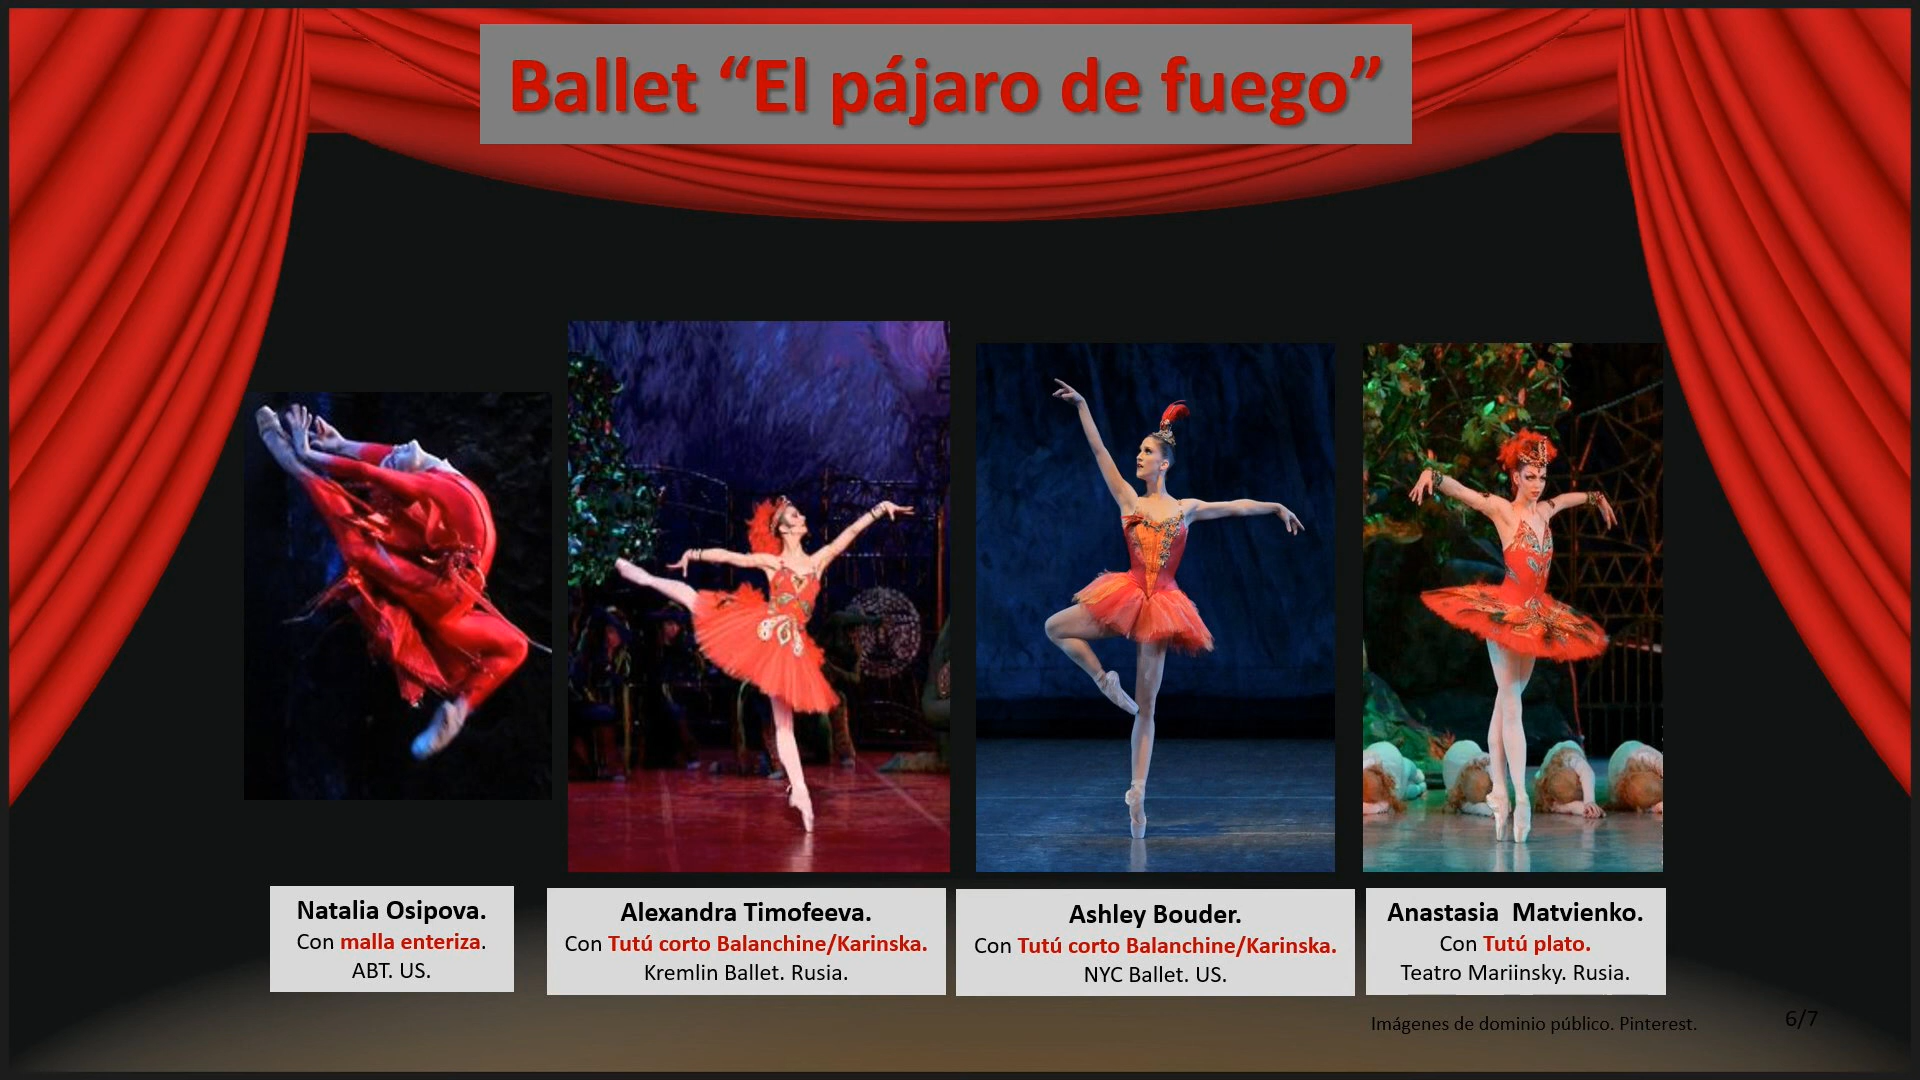 Ballet “El pájaro de fuego”
Natalia Osipova.
Con malla enteriza.
ABT. US.
Alexandra Timofeeva.
Con Tutú corto Balanchine/Karinska.
Kremlin Ballet. Rusia.
Ashley Bouder.
Con Tutú corto Balanchine/Karinska.
NYC Ballet. US.
Anastasia  Matvienko.
Con Tutú plato.
Teatro Mariinsky. Rusia.
Imágenes de dominio público. Pinterest.
6/7